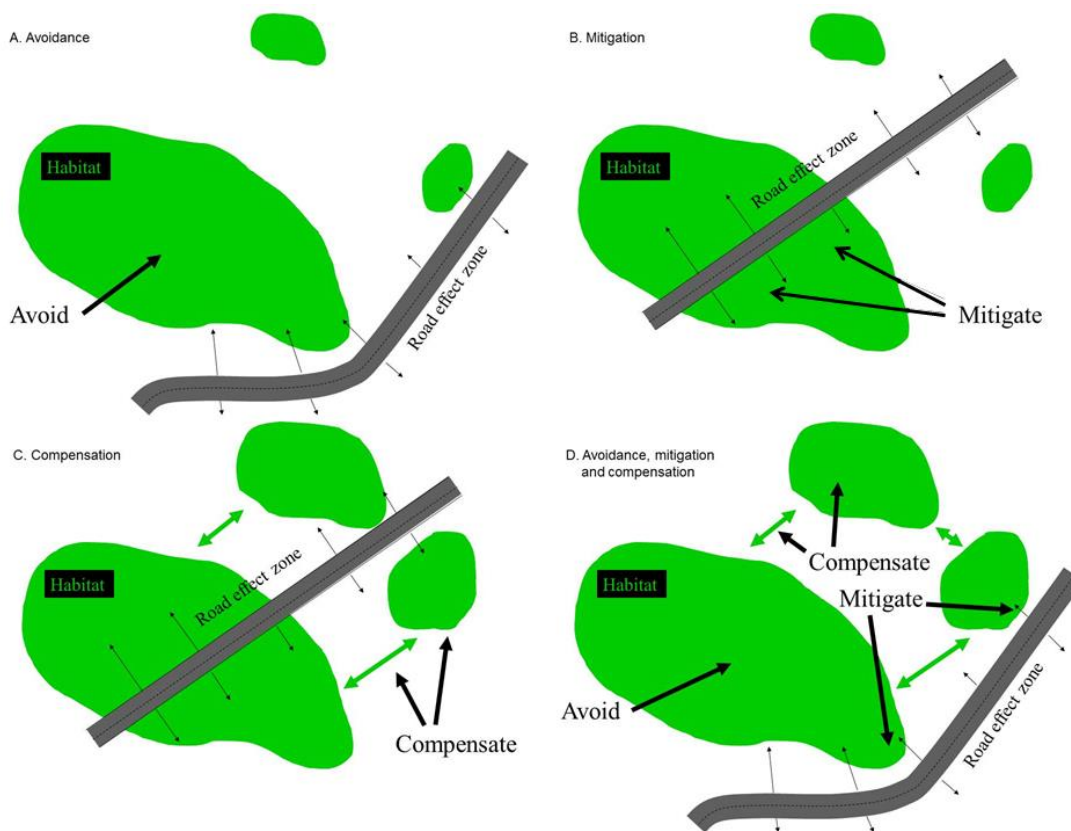 A. Avoidance
Habitat
Road effect zone
Avoid
B. Mitigation
Habitat
Road effect zone
Mitigate
C. Compensation
Habitat
Road effect zone
Compensate
D. Avoidance, mitigation
and compensation
Compensate
Habitat
Mitigate
Avoid
Road effect zone